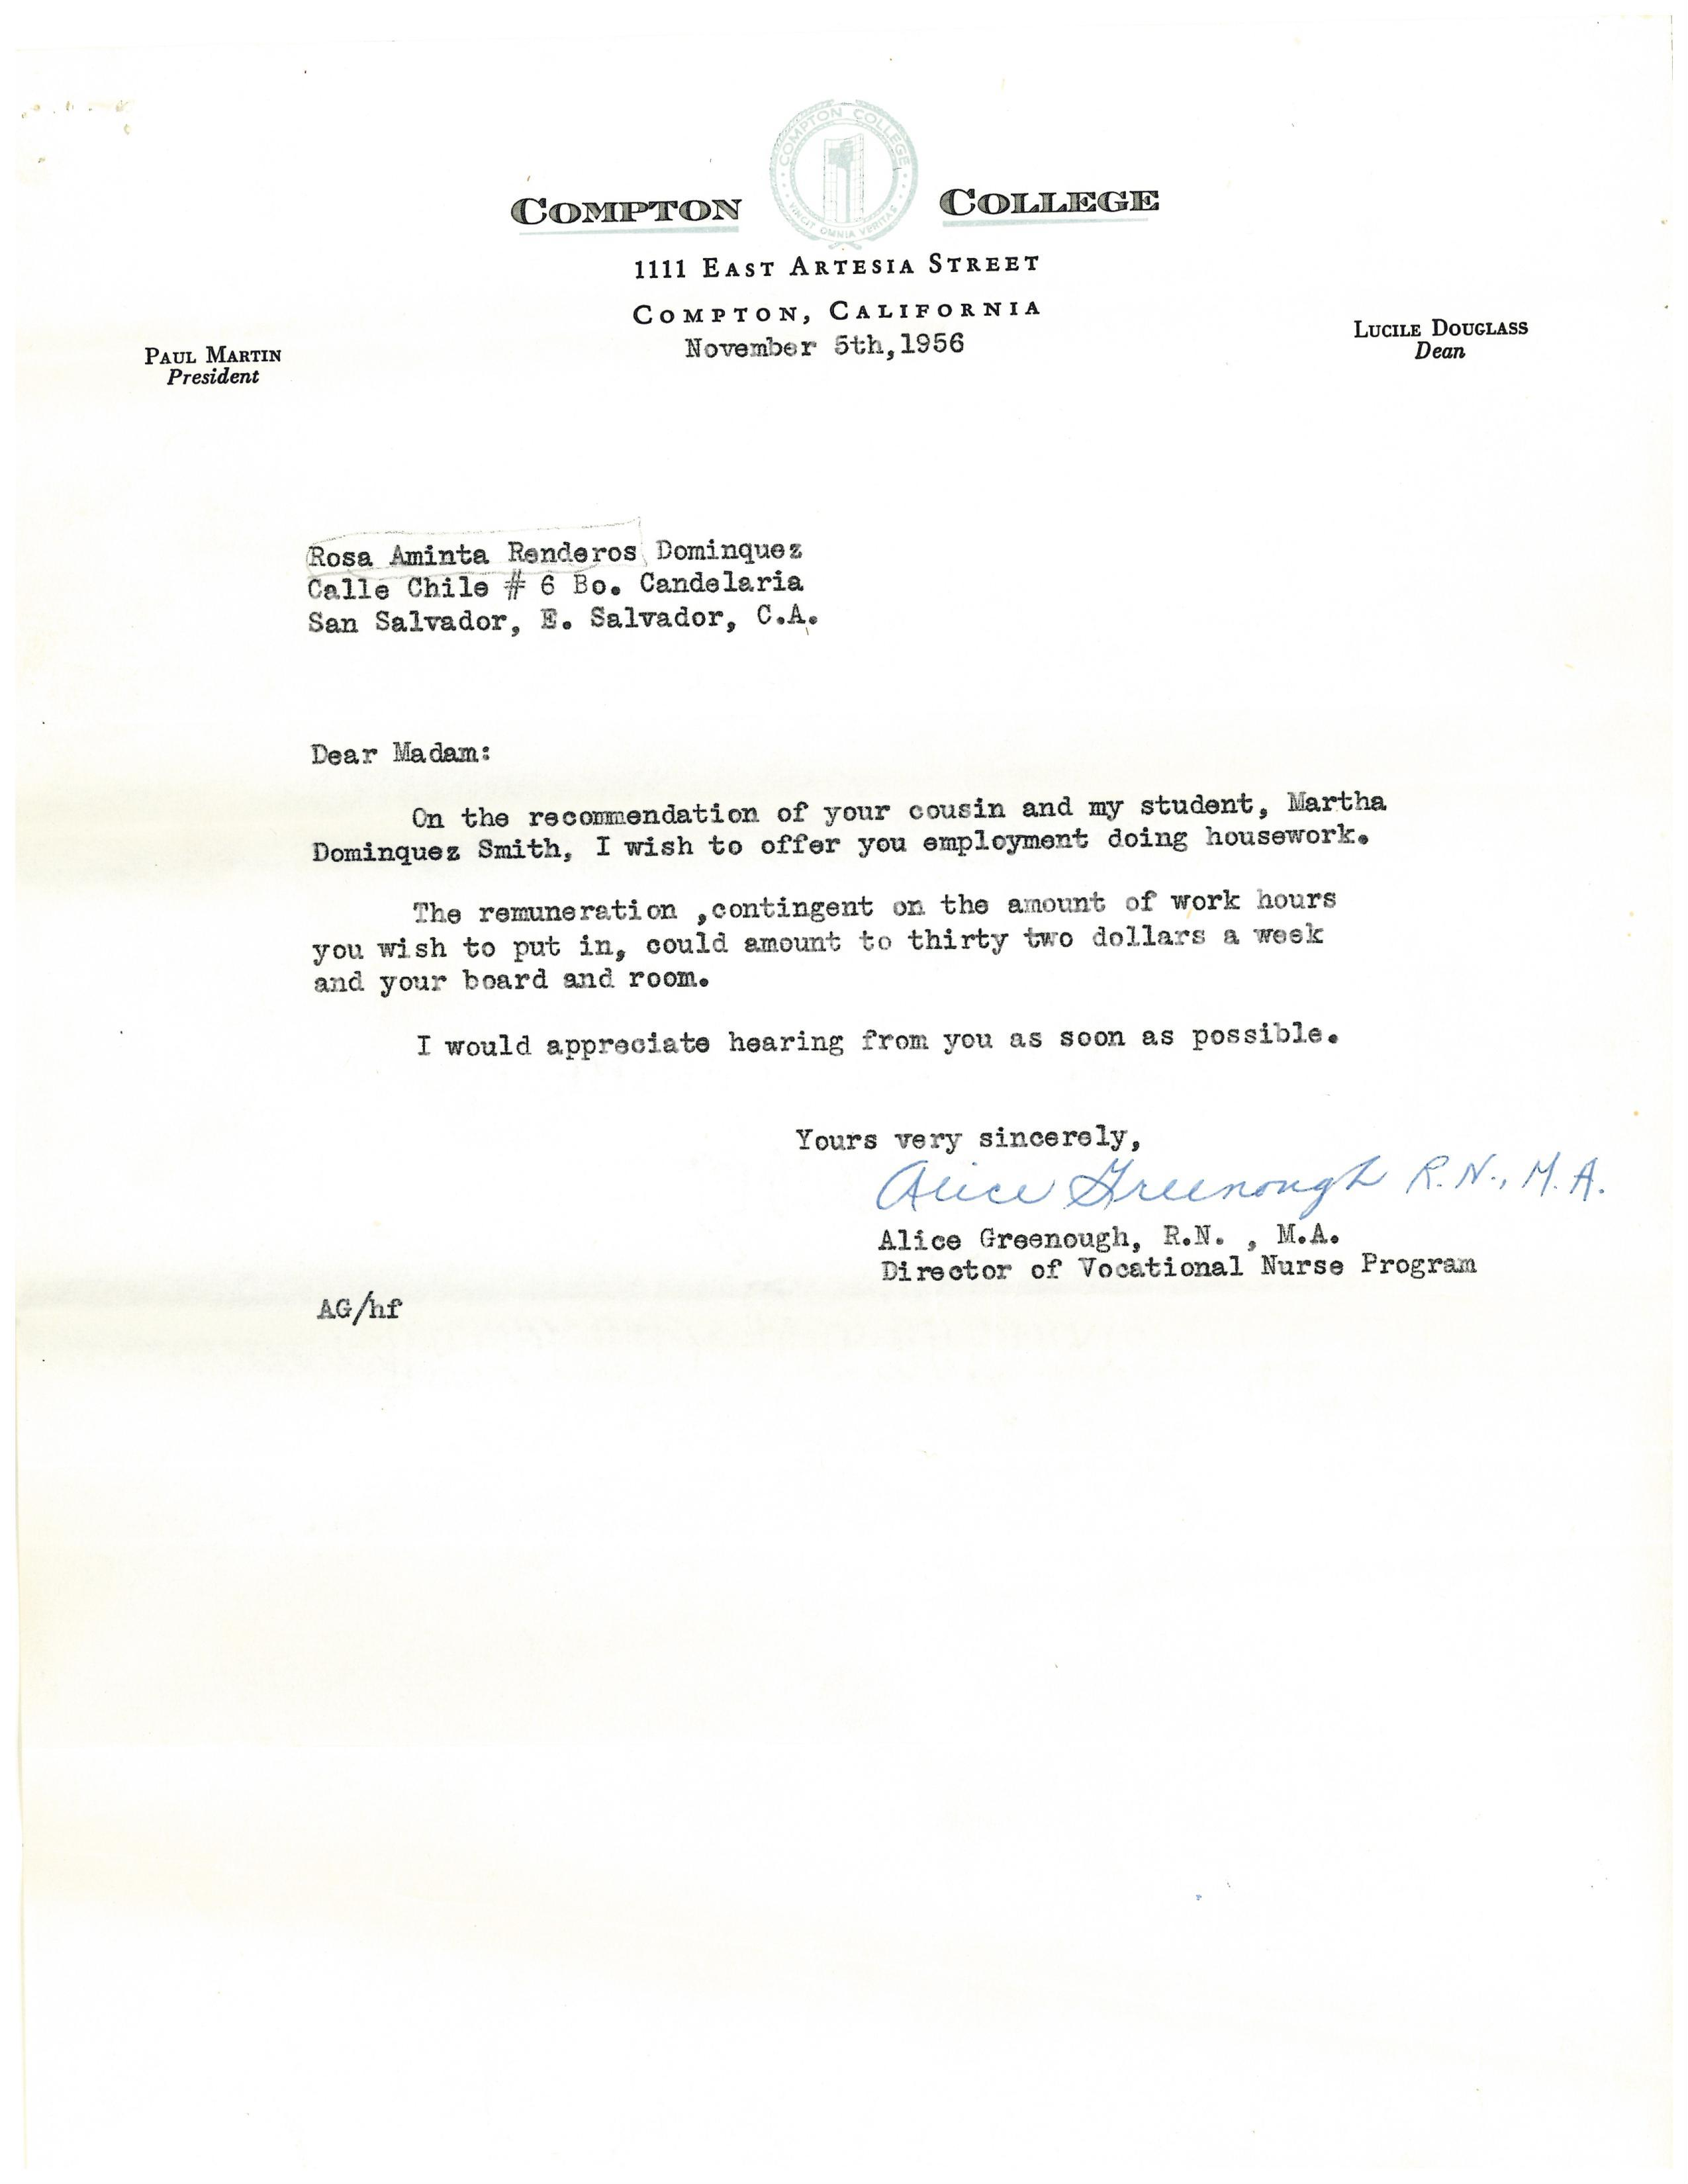 COMPTON COLLEGE
COMPTON COLLEGE
VINCIT OMNIA VERITAS
1111 EAST ARTESIA STREET
COMPTON, CALIFORNIA
November 5th,1956
PAUL MARTIN
President
LUCILE DOUGLASS
Dean
Rosa Aminta Renderos Dominquez
Calle Chile # 6 Bo. Candelaria
San Salvador, E. Salvador, C.A.
Dear Madam:
On the recommendation of your cousin and my student, Martha
Dominquez Smith, I wish to offer you employment doing housework.
The remuneration ,contingent on the amount of work hours
you wish to put in, could amount to thirty two dollars a week
and your board and room.
I would appreciate hearing from you as soon as possible.
Yours very sincerely,
Alice Greenough R.N., M.A.
Alice Greenough, R.N. , M.A.
Director of Vocational Nurse Program
AG/hf